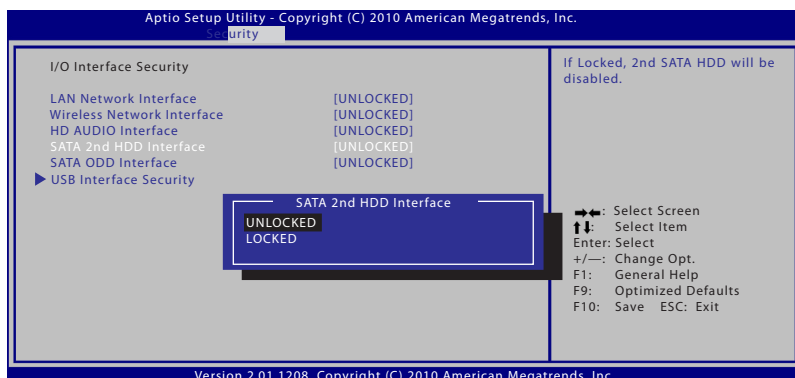 Aptio Setup Utility - Copyright (C) 2010 American Megatrends, Inc.
Security
I/O Interface Security
LAN Network Interface [UNLOCKED]
Wireless Network Interface [UNLOCKED]
HD AUDIO Interface [UNLOCKED]
SATA 2nd HDD Interface [UNLOCKED]
SATA ODD Interface [UNLOCKED]
USB Interface Security
SATA 2nd HDD Interface
UNLOCKED
LOCKED
If Locked, 2nd SATA HDD will be
disabled.
→←: Select Screen
↑↓: Select Item
Enter: Select
+/—: Change Opt.
F1: General Help
F9: Optimized Defaults
F10: Save ESC: Exit
Version 2.01.1208. Copyright (C) 2010 American Megatrends, Inc.